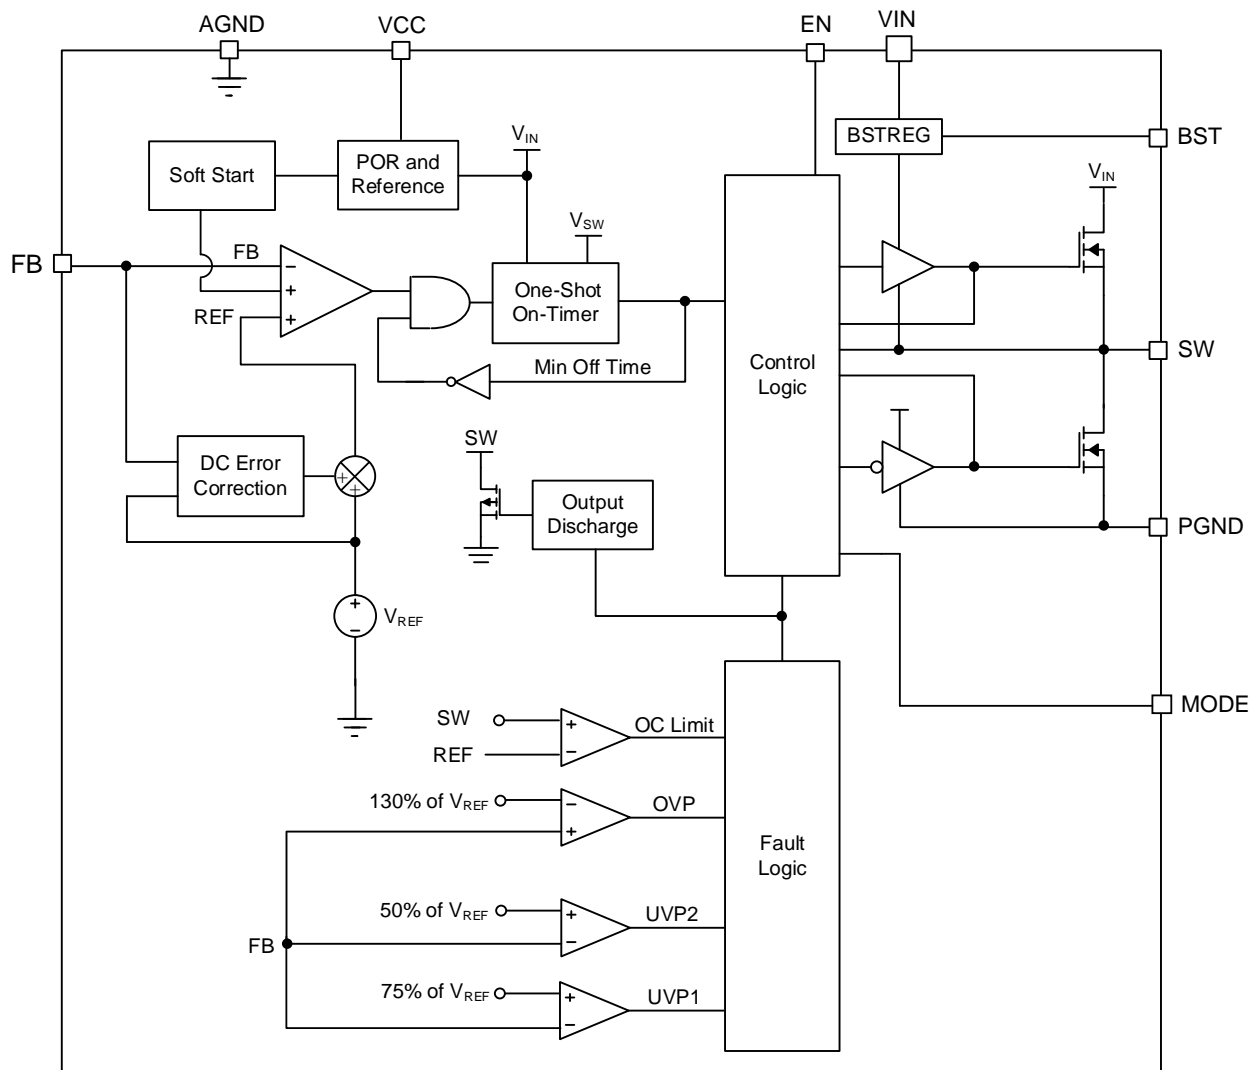 AGND
VCC
EN
VIN
BSTREG
BST
Soft Start
POR and
Reference
VIN
VSW
VIN
FB
FB
−
+
+
REF
One-Shot
On-Timer
Min Off Time
Control
Logic
SW
DC Error
Correction
+
+
SW
Output
Discharge
PGND
+
−
VREF
MODE
SW
+
REF
−
OC Limit
130% of VREF
−
+
OVP
Fault
Logic
50% of VREF
+
−
UVP2
FB
75% of VREF
+
−
UVP1